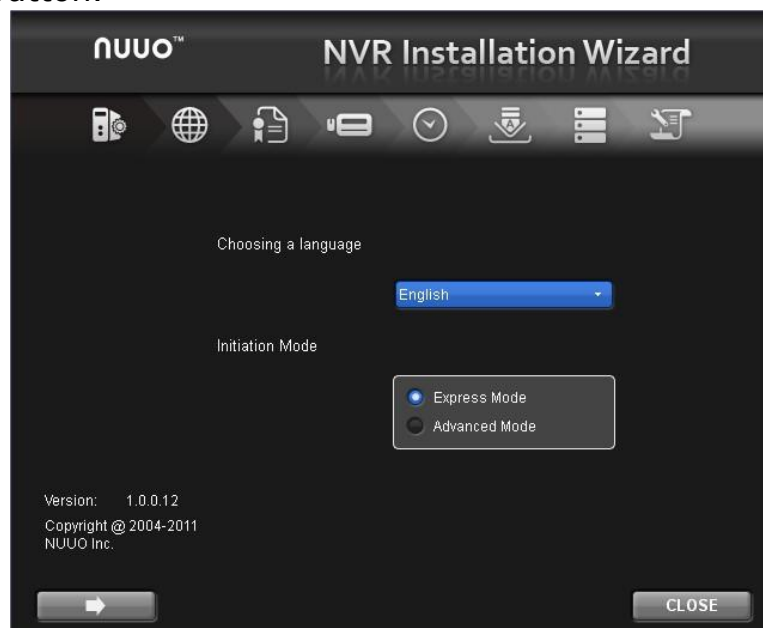 nuuo™
NVR Installation Wizard
Choosing a language
English
Initiation Mode
Express Mode
Advanced Mode
Version: 1.0.0.12
Copyright @ 2004-2011
NUUO Inc.
CLOSE